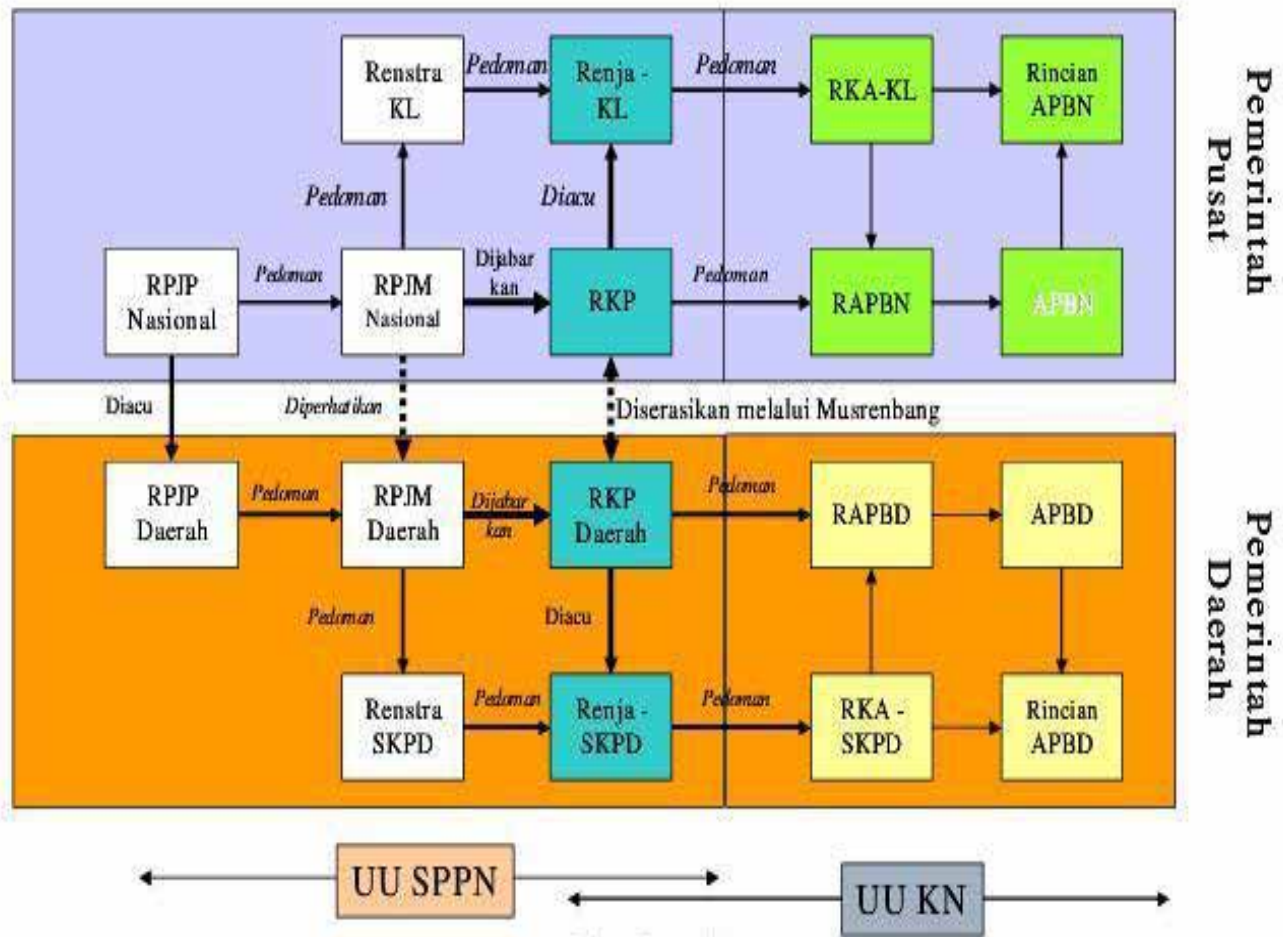 Renstra
KL
Pedoman
Renja -
KL
Pedoman
RKA-KL
Rincian
APBN
Pedoman
Diacu
RPJP
Nasional
Pedoman
RPJM
Nasional
Dijabar
kan
RKP
Pedoman
RAPBN
APBN
Pemerintah
Pusat
Diacu
Diperhatikan
Diserasikan melalui Musrenbang
RPJP
Daerah
Pedoman
RPJM
Daerah
Dijabar
kan
RKP
Daerah
Pedoman
RAPBD
APBD
Pedoman
Diacu
Renstra
SKPD
Pedoman
Renja -
SKPD
Pedoman
RKA -
SKPD
Rincian
APBD
Pemerintah
Daerah
UU SPPN
UU KN